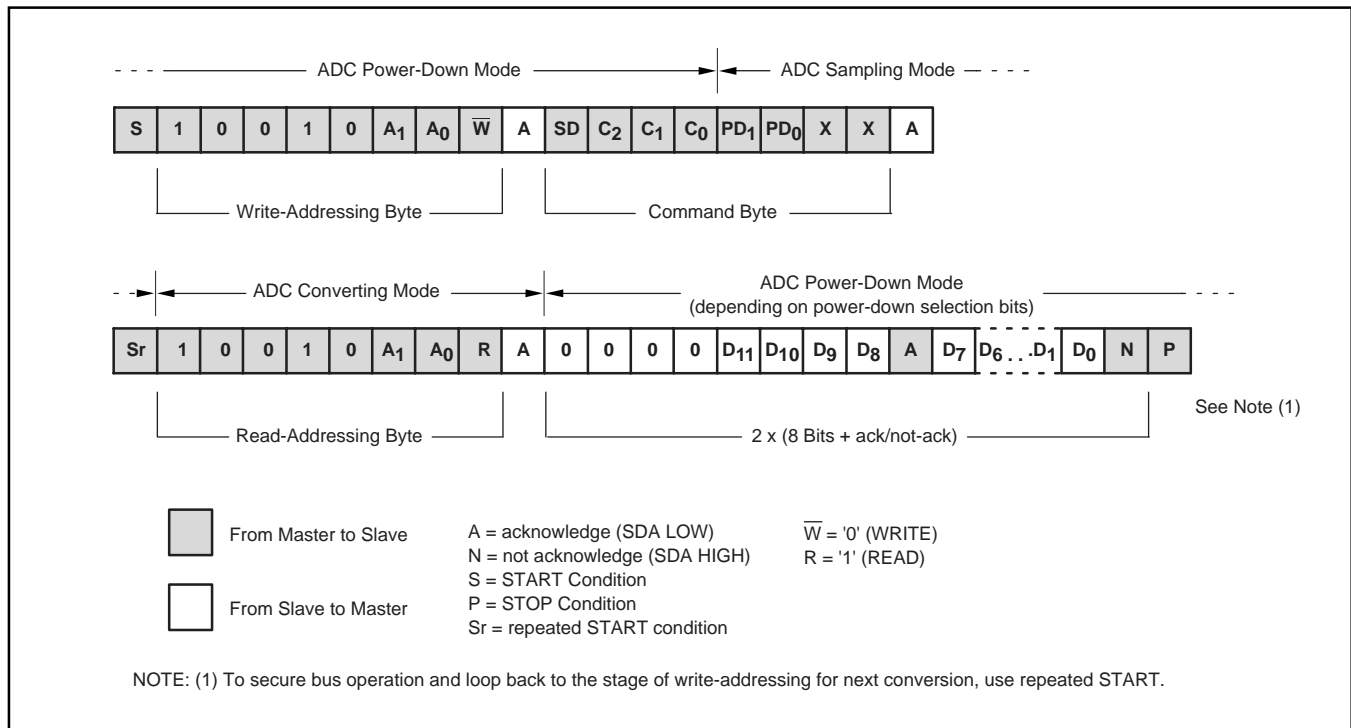 ADC Power-Down Mode ADC Sampling Mode
S 1 0 0 1 0 A1 A0 W̅ A SD C2 C1 C0 PD1 PD0 X X A
Write-Addressing Byte Command Byte
ADC Converting Mode ADC Power-Down Mode
(depending on power-down selection bits)
Sr 1 0 0 1 0 A1 A0 R A 0 0 0 0 D11 D10 D9 D8 A D7 D6 . . .D1 D0 N P
See Note (1)
Read-Addressing Byte 2 x (8 Bits + ack/not-ack)
From Master to Slave
From Slave to Master
A = acknowledge (SDA LOW)
N = not acknowledge (SDA HIGH)
S = START Condition
P = STOP Condition
Sr = repeated START condition
W̅ = '0' (WRITE)
R = '1' (READ)
NOTE: (1) To secure bus operation and loop back to the stage of write-addressing for next conversion, use repeated START.